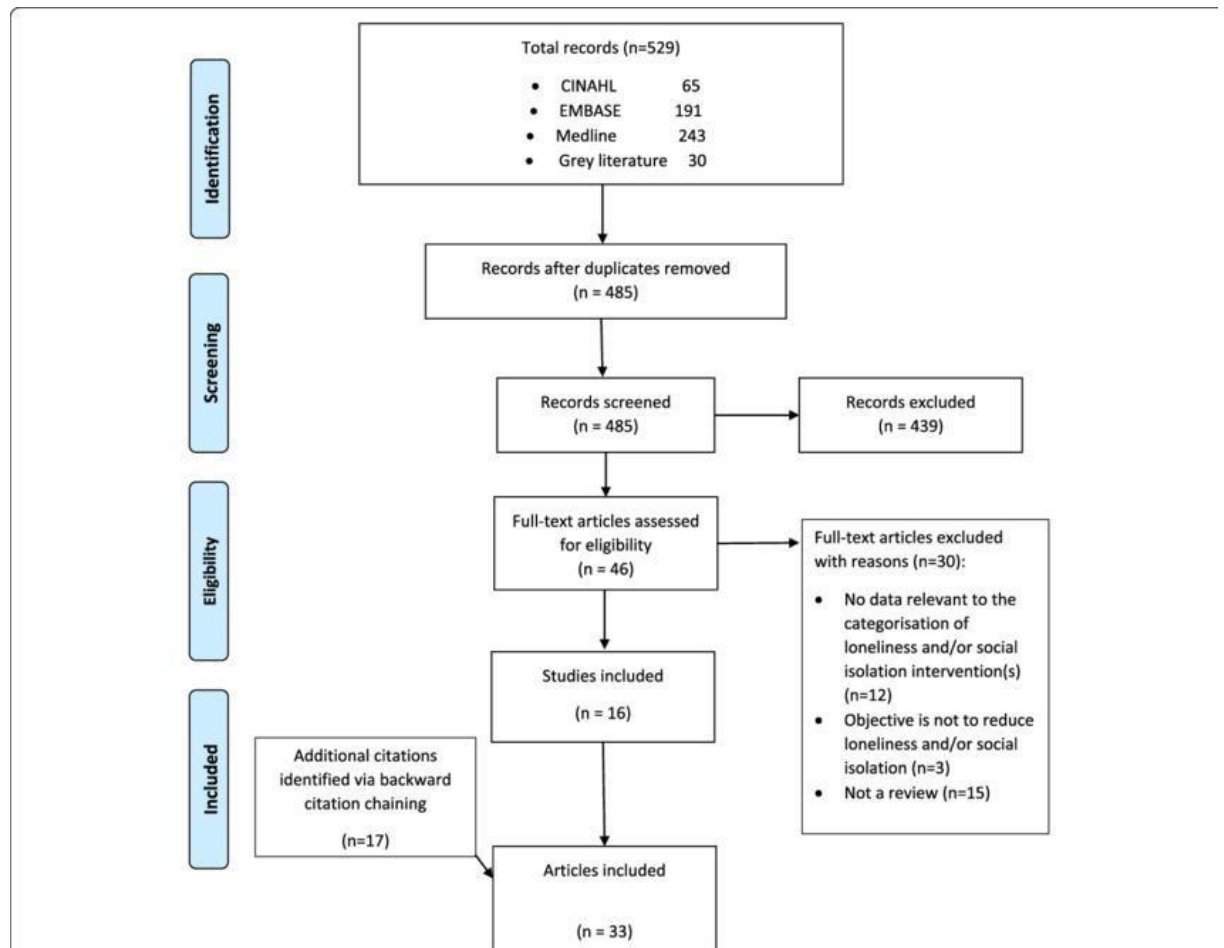 Identification
Total records (n=529)
• CINAHL 65
• EMBASE 191
• Medline 243
• Grey literature 30
Records after duplicates removed
(n = 485)
Screening
Records screened
(n = 485)
Records excluded
(n = 439)
Eligibility
Full-text articles assessed
for eligibility
(n = 46)
Full-text articles excluded
with reasons (n=30):
• No data relevant to the
categorisation of
loneliness and/or social
isolation intervention(s)
(n=12)
• Objective is not to reduce
loneliness and/or social
isolation (n=3)
• Not a review (n=15)
Studies included
(n = 16)
Included
Additional citations
identified via backward
citation chaining
(n=17)
Articles included
(n = 33)